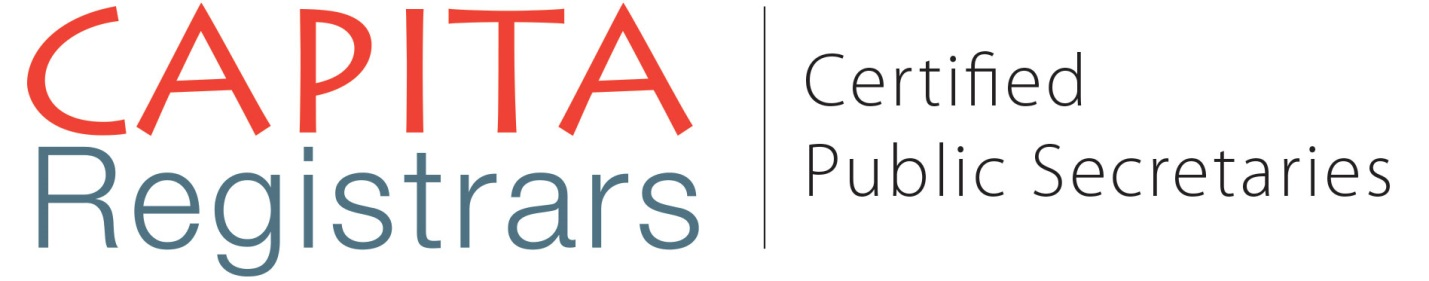 CAPITA
Registrars
Certified
Public Secretaries